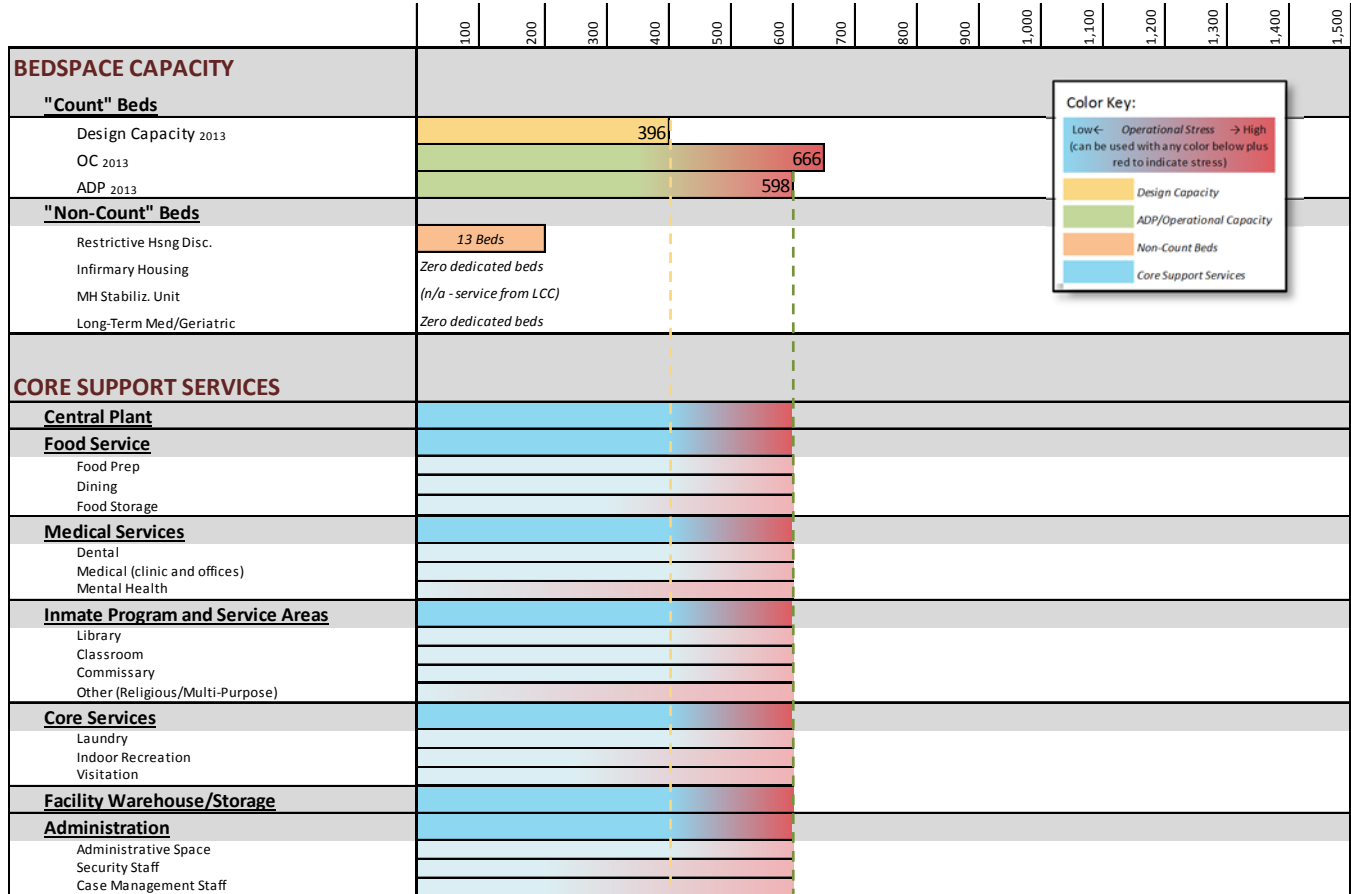 100 200 300 400 500 600 700 800 900 1,000 1,100 1,200 1,300 1,400 1,500
BEDSPACE CAPACITY
"Count" Beds
Design Capacity 2013 396
OC 2013 666
ADP 2013 598
"Non-Count" Beds
Restrictive Hsng Disc. 13 Beds
Infirmary Housing Zero dedicated beds
MH Stabiliz. Unit (n/a - service from LCC)
Long-Term Med/Geriatric Zero dedicated beds
Color Key:
Low← Operational Stress → High
(can be used with any color below plus
red to indicate stress)
Design Capacity
ADP/Operational Capacity
Non-Count Beds
Core Support Services
CORE SUPPORT SERVICES
Central Plant
Food Service
Food Prep
Dining
Food Storage
Medical Services
Dental
Medical (clinic and offices)
Mental Health
Inmate Program and Service Areas
Library
Classroom
Commissary
Other (Religious/Multi-Purpose)
Core Services
Laundry
Indoor Recreation
Visitation
Facility Warehouse/Storage
Administration
Administrative Space
Security Staff
Case Management Staff